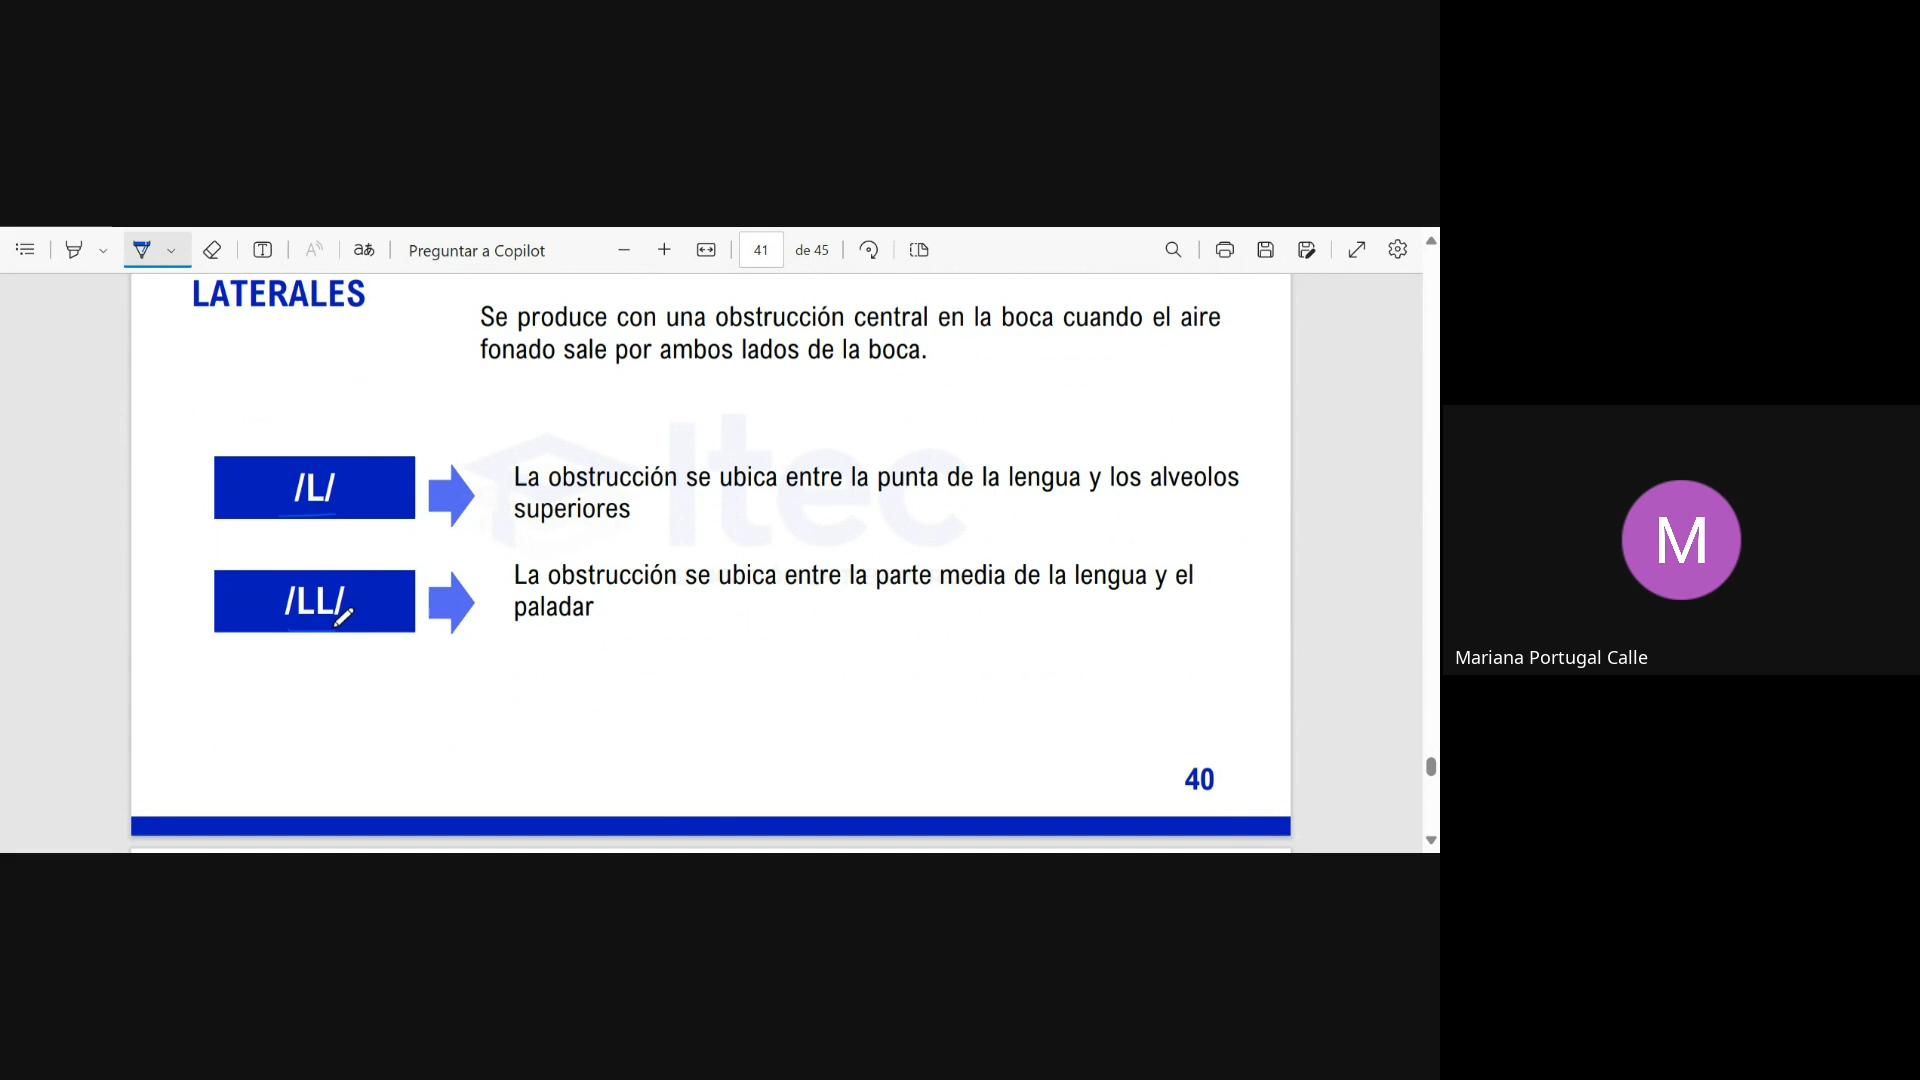 Preguntar a Copilot
41 de 45
LATERALES
Se produce con una obstrucción central en la boca cuando el aire
fonado sale por ambos lados de la boca.
Itec
/L/
La obstrucción se ubica entre la punta de la lengua y los alveolos
superiores
/LL/
La obstrucción se ubica entre la parte media de la lengua y el
paladar
40
M
Mariana Portugal Calle